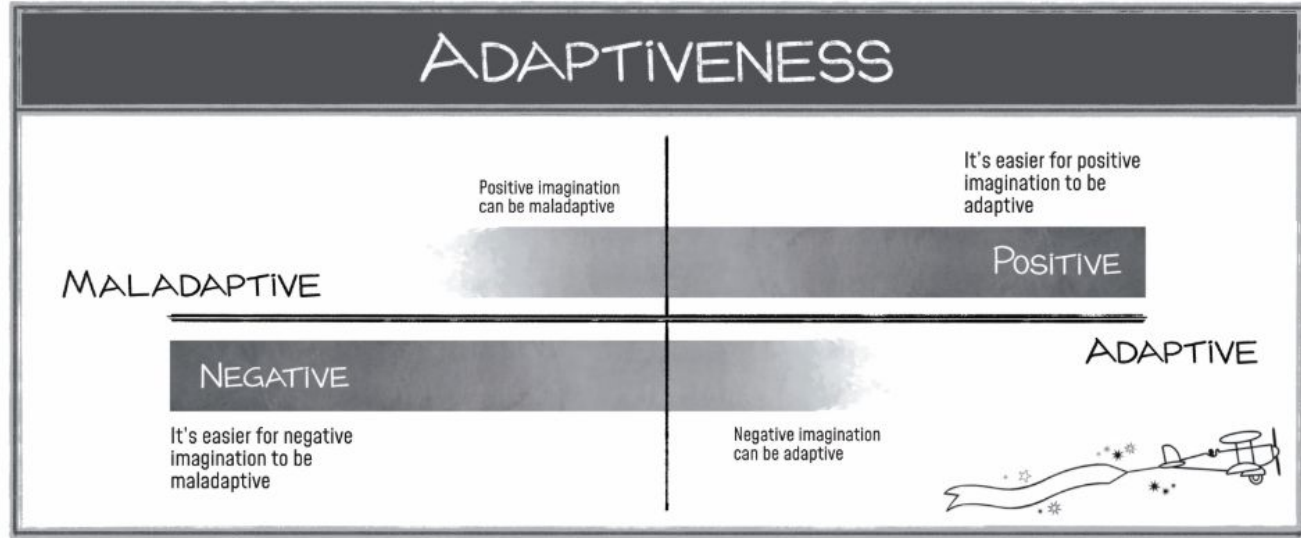 ADAPTIVENESS
Positive imagination
can be maladaptive
It's easier for positive
imagination to be
adaptive
POSITIVE
MALADAPTIVE
ADAPTIVE
NEGATIVE
It's easier for negative
imagination to be
maladaptive
Negative imagination
can be adaptive